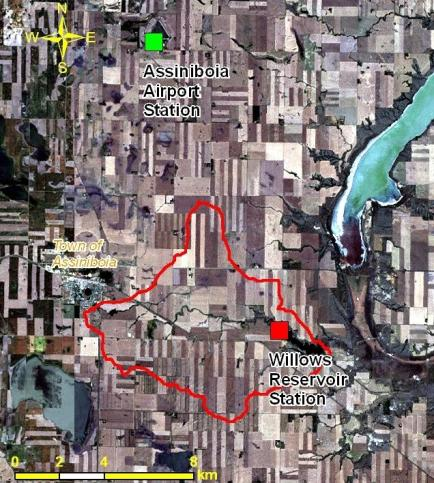 N
W E
S
Assiniboia
Airport
Station
Town of
Assiniboia
Willows
Reservoir
Station
0 2 4 8
km